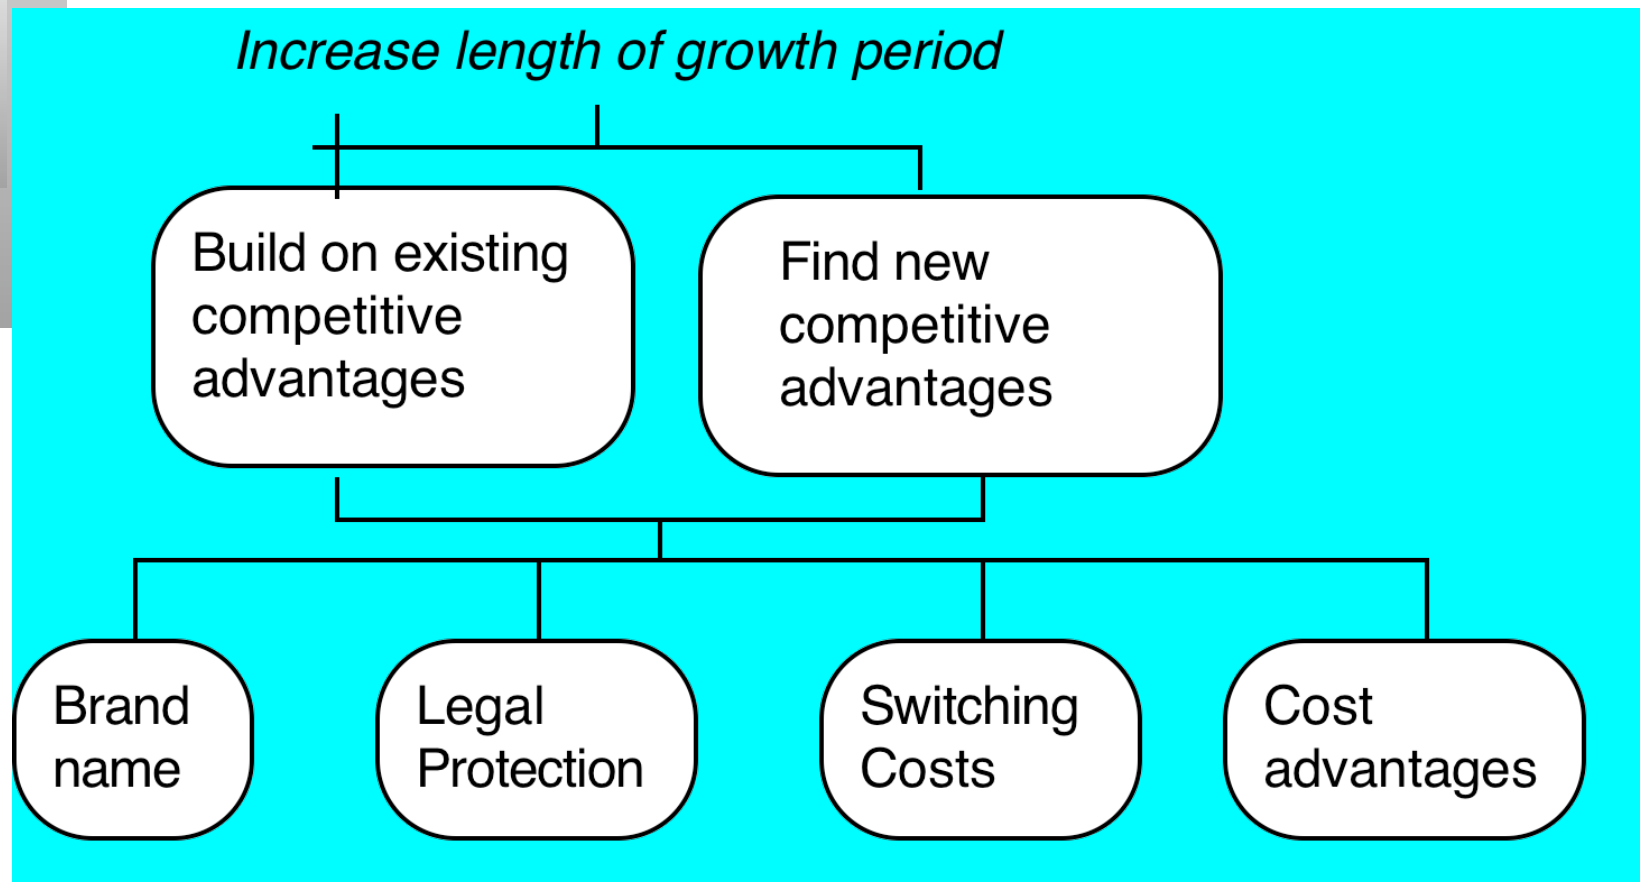 Increase length of growth period
Build on existing
competitive
advantages
Find new
competitive
advantages
Brand
name
Legal
Protection
Switching
Costs
Cost
advantages